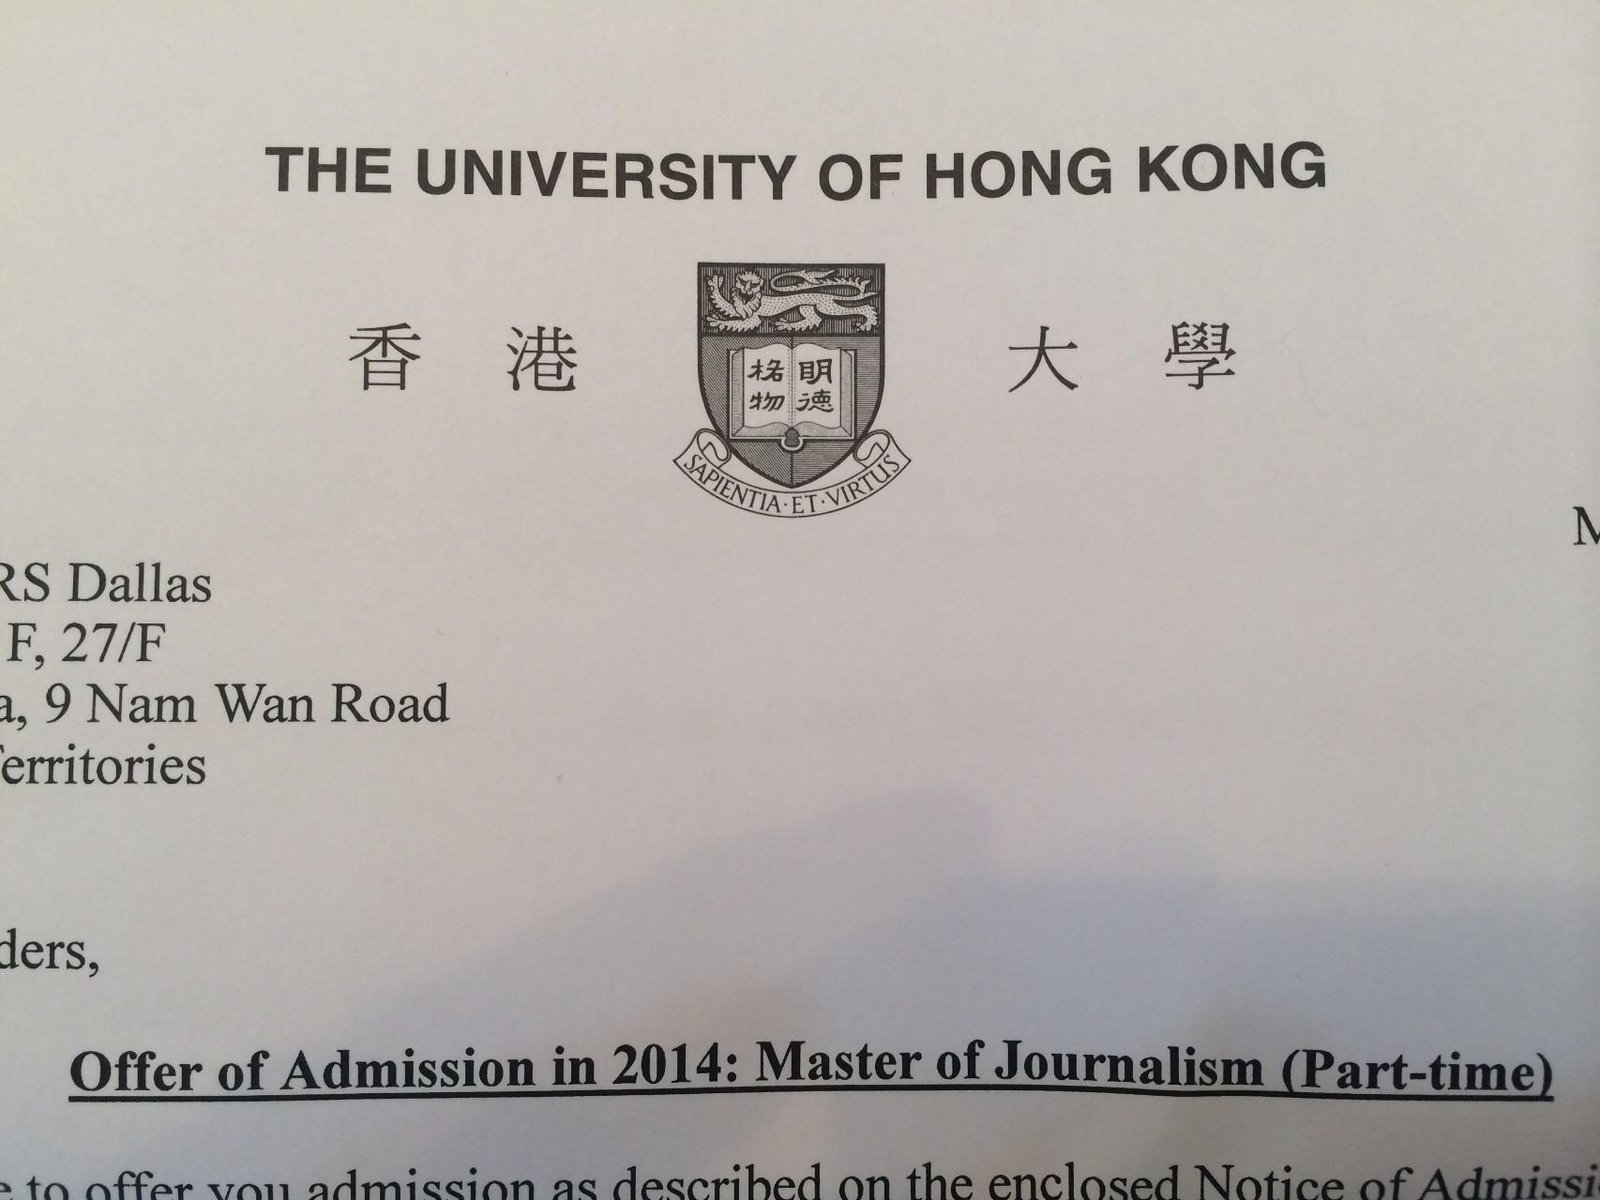 THE UNIVERSITY OF HONG KONG
香港 大學
格物 明德
SAPIENTIA·ET·VIRTUS
M
RS Dallas
F, 27/F
a, 9 Nam Wan Road
Territories
ders,
Offer of Admission in 2014: Master of Journalism (Part-time)
e to offer you admission as described on the enclosed Notice of Admissi